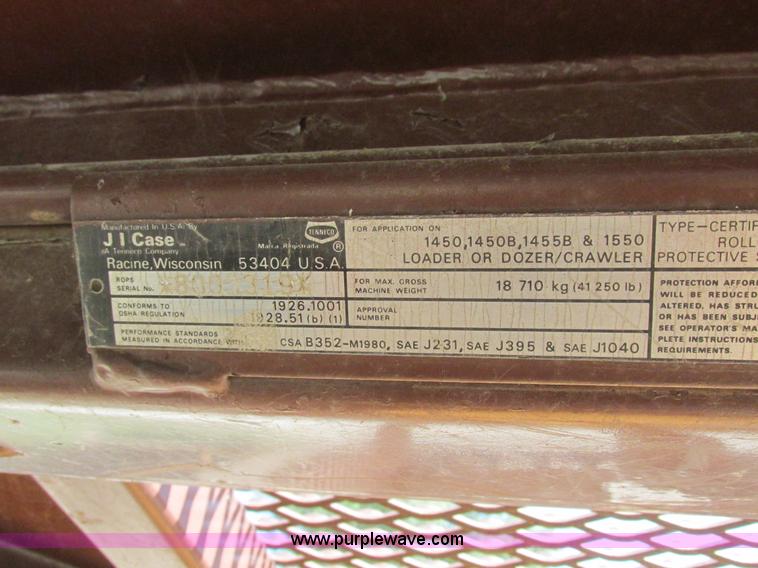 Manufactured In U.S.A. By
J I Case
A Tenneco Company
Marca Registrada
TENNECO
®
Racine, Wisconsin 53404 U.S.A.
ROPS
SERIAL No.
CONFORMS TO
OSHA REGULATION
1926.1001
1928.51 (b) (1)
PERFORMANCE STANDARDS
MEASURED IN ACCORDANCE WITH
CSA B352-M1980, SAE J231, SAE J395 & SAE J1040
FOR APPLICATION ON
1450,1450B,1455B & 1550
LOADER OR DOZER/CRAWLER
FOR MAX. GROSS
MACHINE WEIGHT
18 710 kg (41 250 lb)
APPROVAL
NUMBER
TYPE-CERTIF
ROLL
PROTECTIVE S
PROTECTION AFFOR
WILL BE REDUCED
ALTERED, HAS STRU
OR HAS BEEN SUBJ
SEE OPERATOR'S MA
PLETE INSTRUCTIONS
REQUIREMENTS.
www.purplewave.com